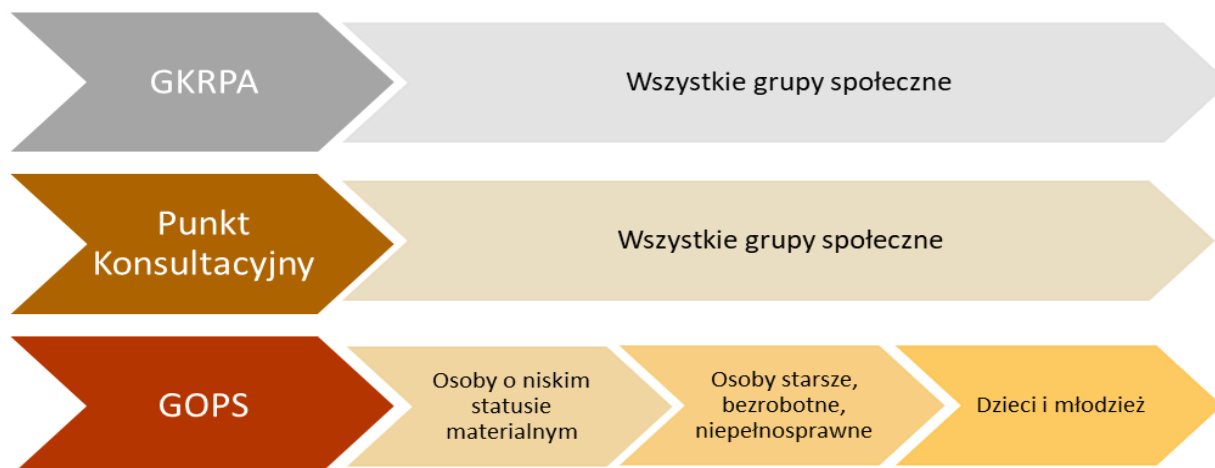 GKRPA
Wszystkie grupy społeczne
Punkt
Konsultacyjny
Wszystkie grupy społeczne
GOPS
Osoby o niskim
statusie
materialnym
Osoby starsze,
bezrobotne,
niepełnosprawne
Dzieci i młodzież